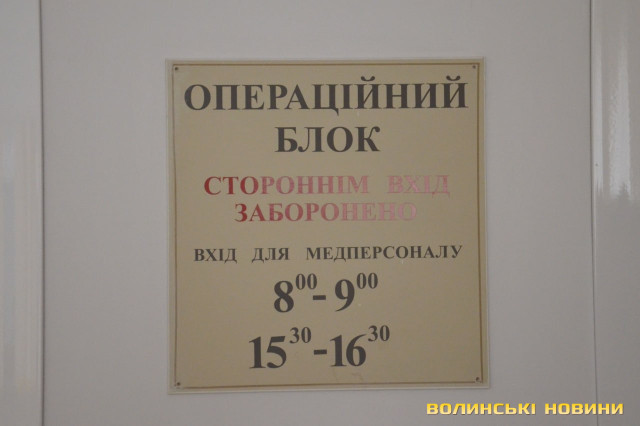 ОПЕРАЦІЙНИЙ
БЛОК
СТОРОННІМ ВХІД
ЗАБОРОНЕНО
ВХІД ДЛЯ МЕДПЕРСОНАЛУ
8⁰⁰-9⁰⁰
15³⁰-16³⁰
ВОЛИНСЬКІ НОВИНИ